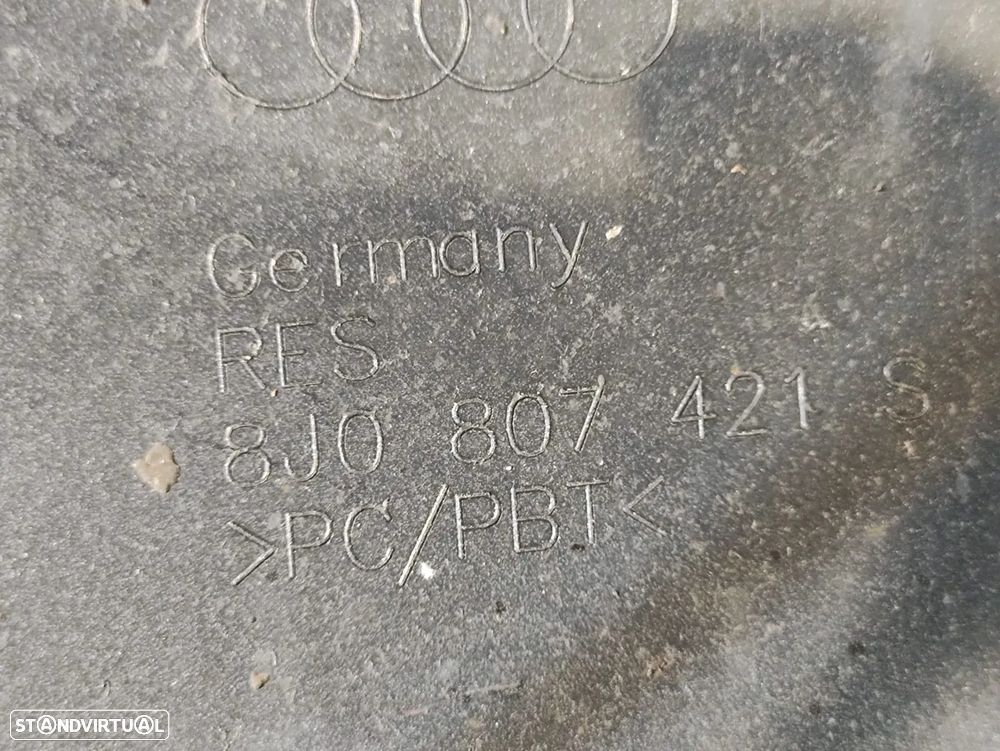 Germany
RES
8J0 807 421 S
>PC/PBT<
STANDVIRTUAL